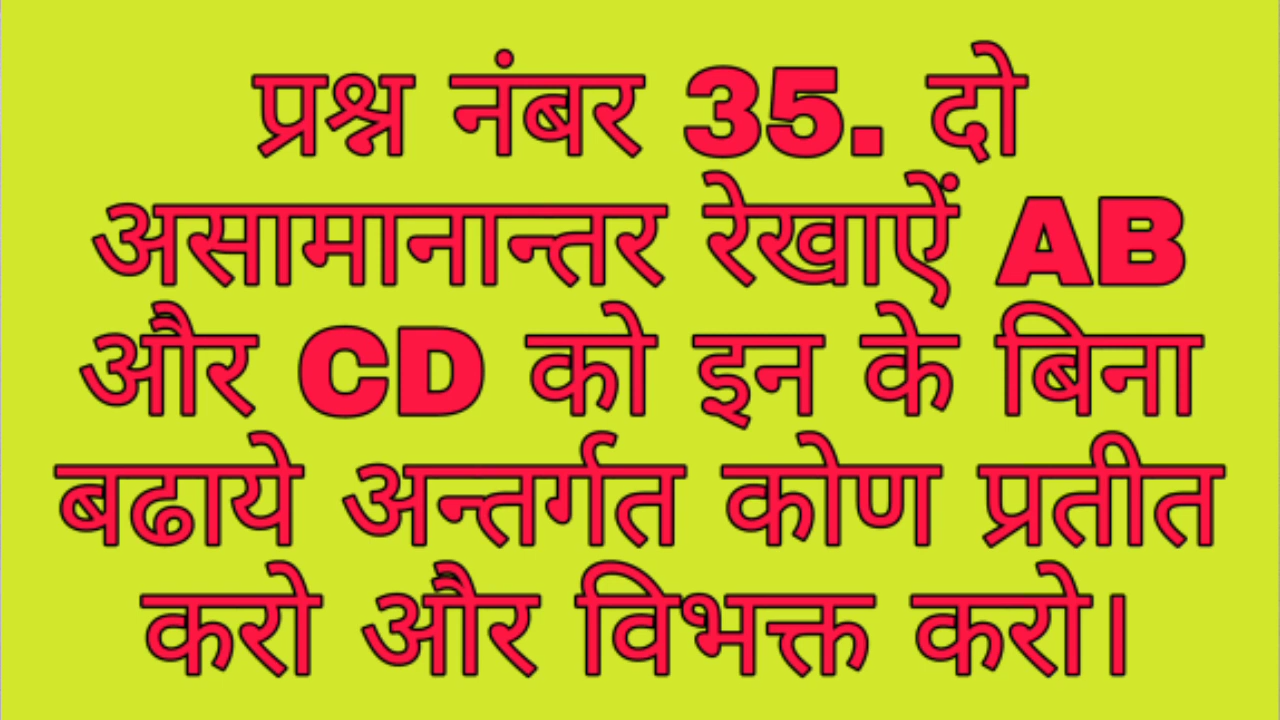 प्रश्न नंबर 35. दो
असामानान्तर रेखाऐं AB
और CD को इन के बिना
बढाये अन्तर्गत कोण प्रतीत
करो और विभक्त करो।